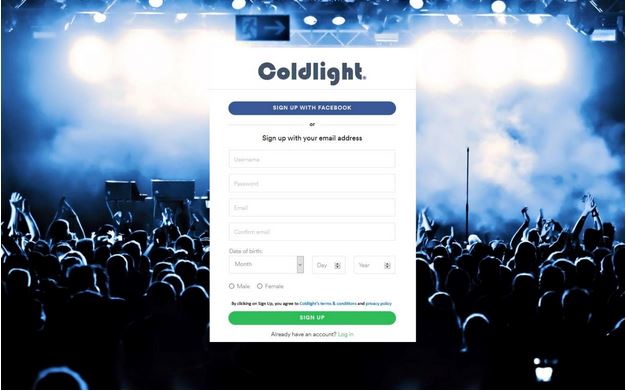 Coldlight®
SIGN UP WITH FACEBOOK
or
Sign up with your email address
Username
Password
Email
Confirm email
Date of birth:
Month Day Year
Male Female
By clicking on Sign Up, you agree to Coldlight's terms & conditions and privacy policy
SIGN UP
Already have an account? Log in